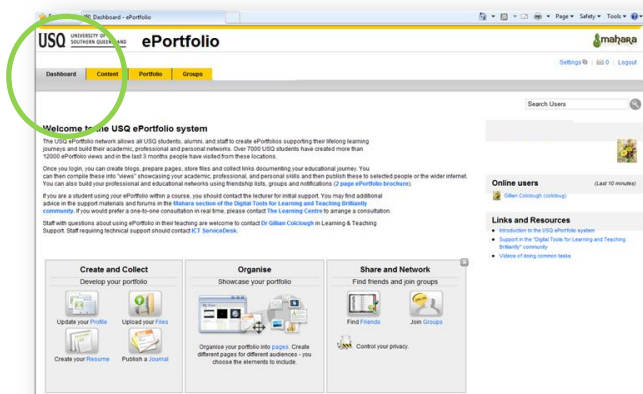 Dashboard - ePortfolio
Page Safety Tools
USQ UNIVERSITY OF SOUTHERN QUEENSLAND ePortfolio
mahara
Settings 0 Logout
Dashboard Content Portfolio Groups
Search Users
Welcome to the USQ ePortfolio system
The USQ ePortfolio network allows all USQ students, alumni, and staff to create ePortfolios supporting their lifelong learning
journeys and build their academic, professional and personal networks. Over 7000 USQ students have created more than
12000 ePortfolio views and in the last 3 months people have visited from these locations.
Once you login, you can create blogs, prepare pages, store files and collect links documenting your educational journey. You
can then compile these into "views" showcasing your academic, professional, and personal skills and then publish these to selected people or the wider internet.
You can also build your professional and educational networks using friendship lists, groups and notifications (2 page ePortfolio brochure).
If you are a student using your ePortfolio within a course, you should contact the lecturer for initial support. You may find additional
advice in the support materials and forums in the Mahara section of the Digital Tools for Learning and Teaching Brilliantly
community. If you would prefer a one-to-one consultation in real time, please contact The Learning Centre to arrange a consultation.
Staff with questions about using ePortfolio in their teaching are welcome to contact Dr Gillian Colclough in Learning & Teaching
Support. Staff requiring technical support should contact ICT ServiceDesk.
Online users (Last 10 minutes)
Gillian Colclough (colcloug)
Links and Resources
Introduction to the USQ ePortfolio system
Support in the "Digital Tools for Learning and Teaching
Brilliantly" community
Videos of doing common tasks
Create and Collect
Develop your portfolio
Update your Profile Upload your Files
Create your Resume Publish a Journal
Organise
Showcase your portfolio
Organise your portfolio into pages. Create
different pages for different audiences - you
choose the elements to include.
Share and Network
Find friends and join groups
Find Friends Join Groups
Control your privacy.